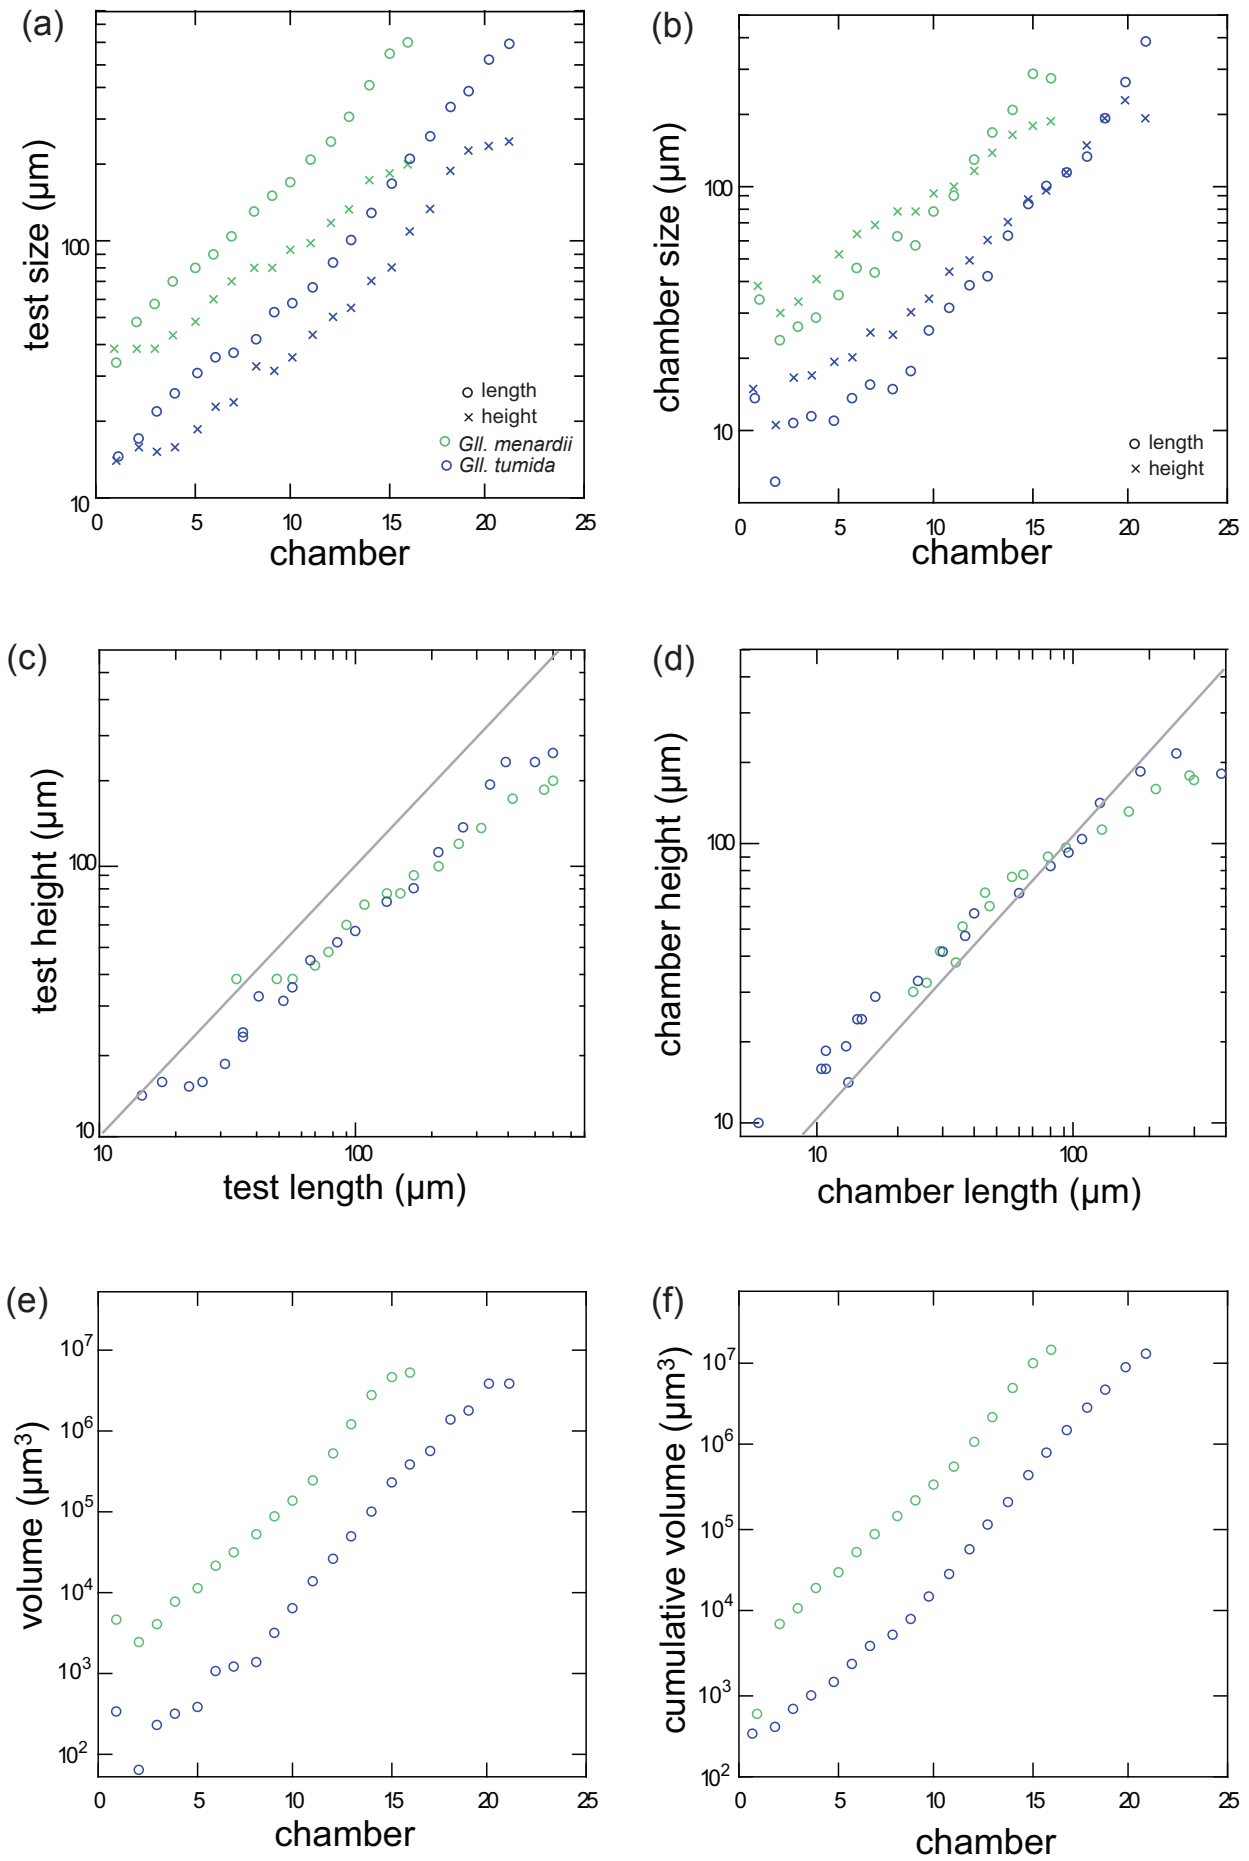 (a)
test size (µm)
100
10
0 5 10 15 20 25
chamber
length
height
Gll. menardii
Gll. tumida
(b)
chamber size (µm)
100
10
0 5 10 15 20 25
chamber
length
height
(c)
test height (µm)
100
10
10 100
test length (µm)
(d)
chamber height (µm)
100
10
10 100
chamber length (µm)
(e)
volume (µm³)
10⁷
10⁶
10⁵
10⁴
10³
10²
0 5 10 15 20 25
chamber
(f)
cumulative volume (µm³)
10⁷
10⁶
10⁵
10⁴
10³
10²
0 5 10 15 20 25
chamber